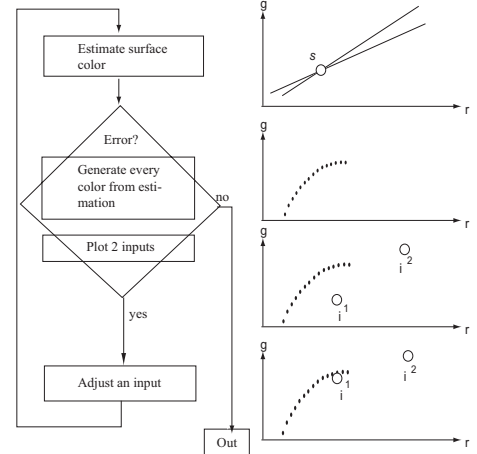 Estimate surface
color
Error?
Generate every
color from esti-
mation
no
Plot 2 inputs
yes
Adjust an input
Out
g
s
r
g
r
g
i 2
i 1
r
g
i 2
i 1
r